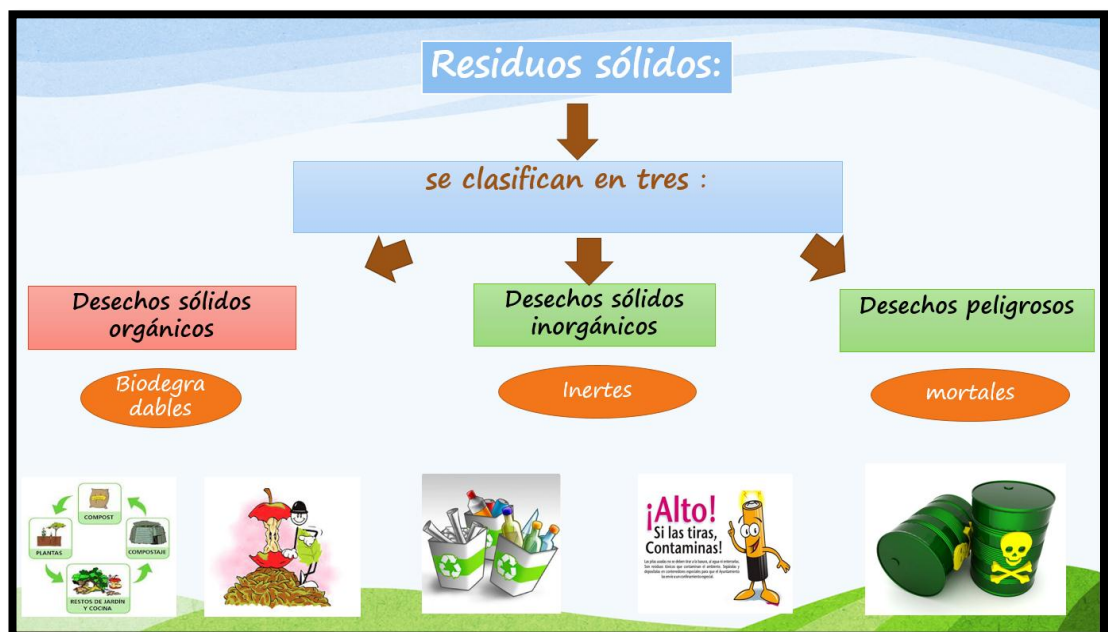 Residuos sólidos:
se clasifican en tres :
Desechos sólidos
orgánicos
Desechos sólidos
inorgánicos
Desechos peligrosos
Biodegra
dables
Inertes
mortales
COMPOST
PLANTAS
COMPOSTAJE
RESTOS DE JARDÍN
Y COCINA
¡Alto!
Si las tiras,
Contaminas!